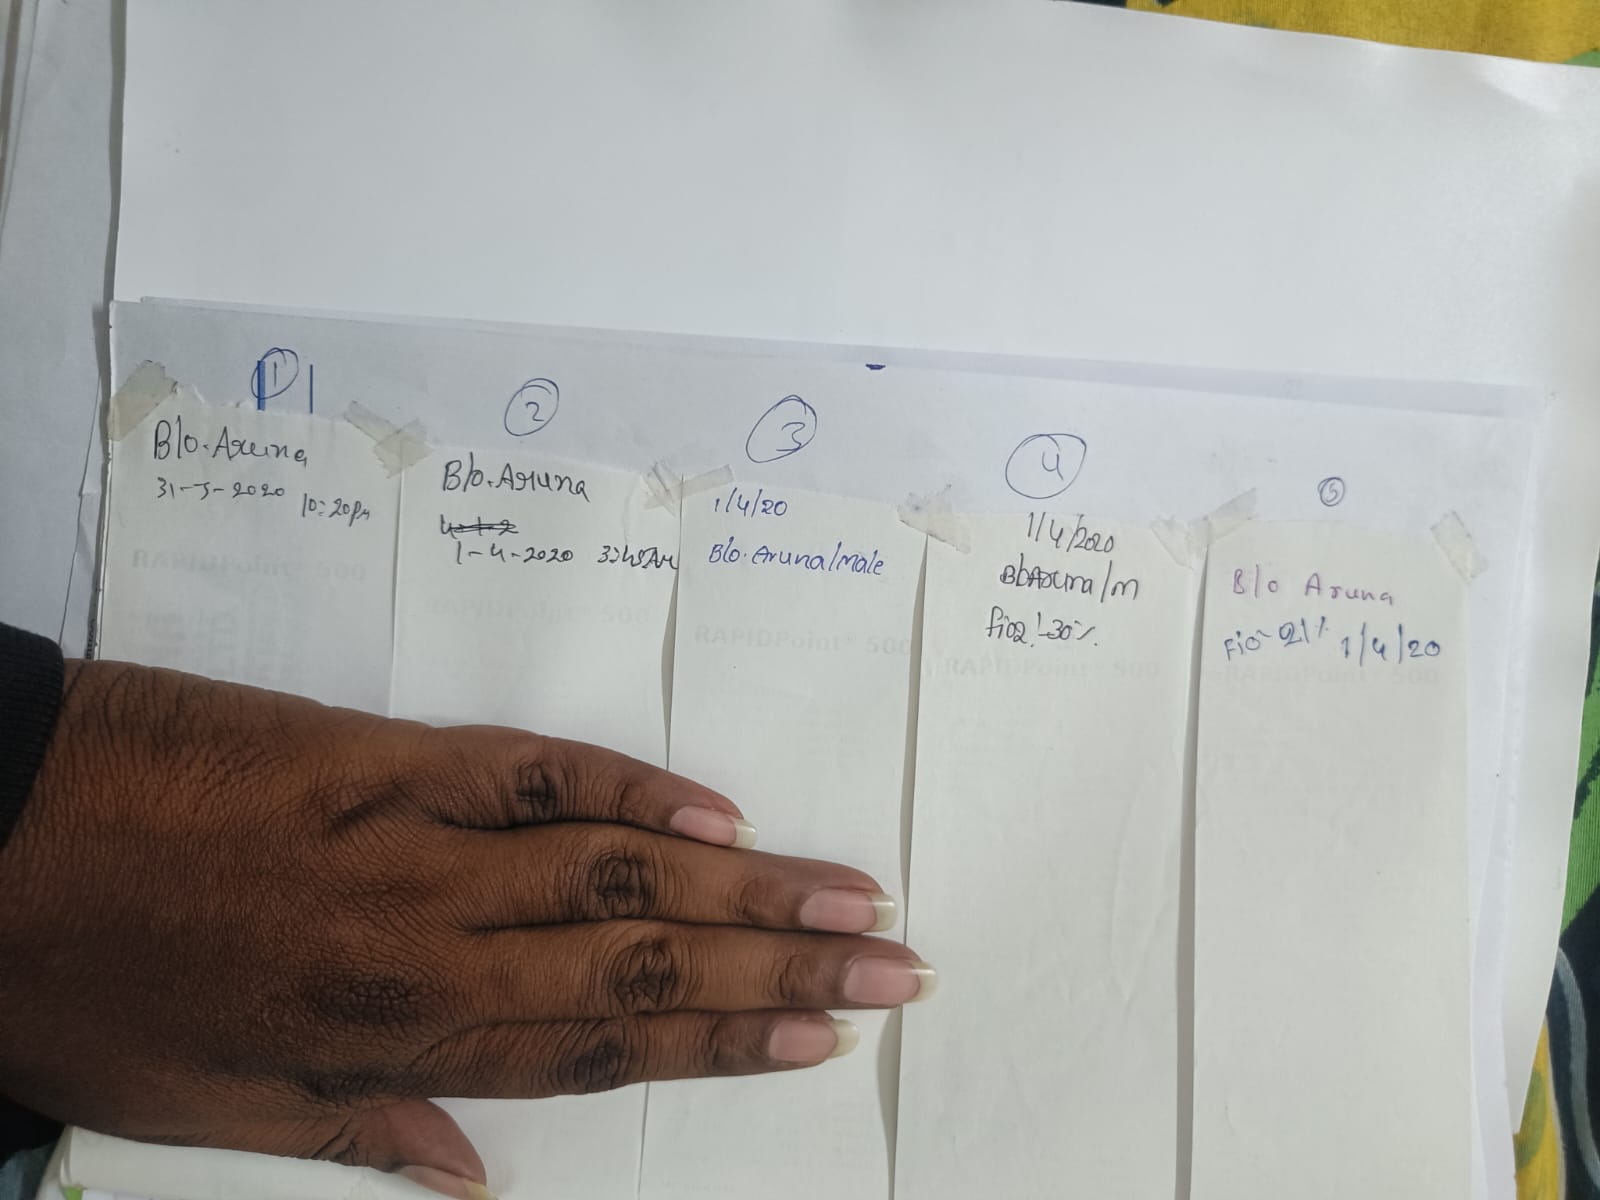 1
B/o. Aruna
31-3-2020 10:20pm
2
B/o. Aruna
1-4-2020 3:45AM
3
1/4/20
B/o. Aruna/Male
4
1/4/2020
B/o Aruna/m
fio2:-30%.
5
B/o Aruna
Fio- 21% 1/4/20
RAPIDPoint® 500
RAPIDPoint® 500
RAPIDPoint® 500
RAPIDPoint® 500
RAPIDPoint® 500